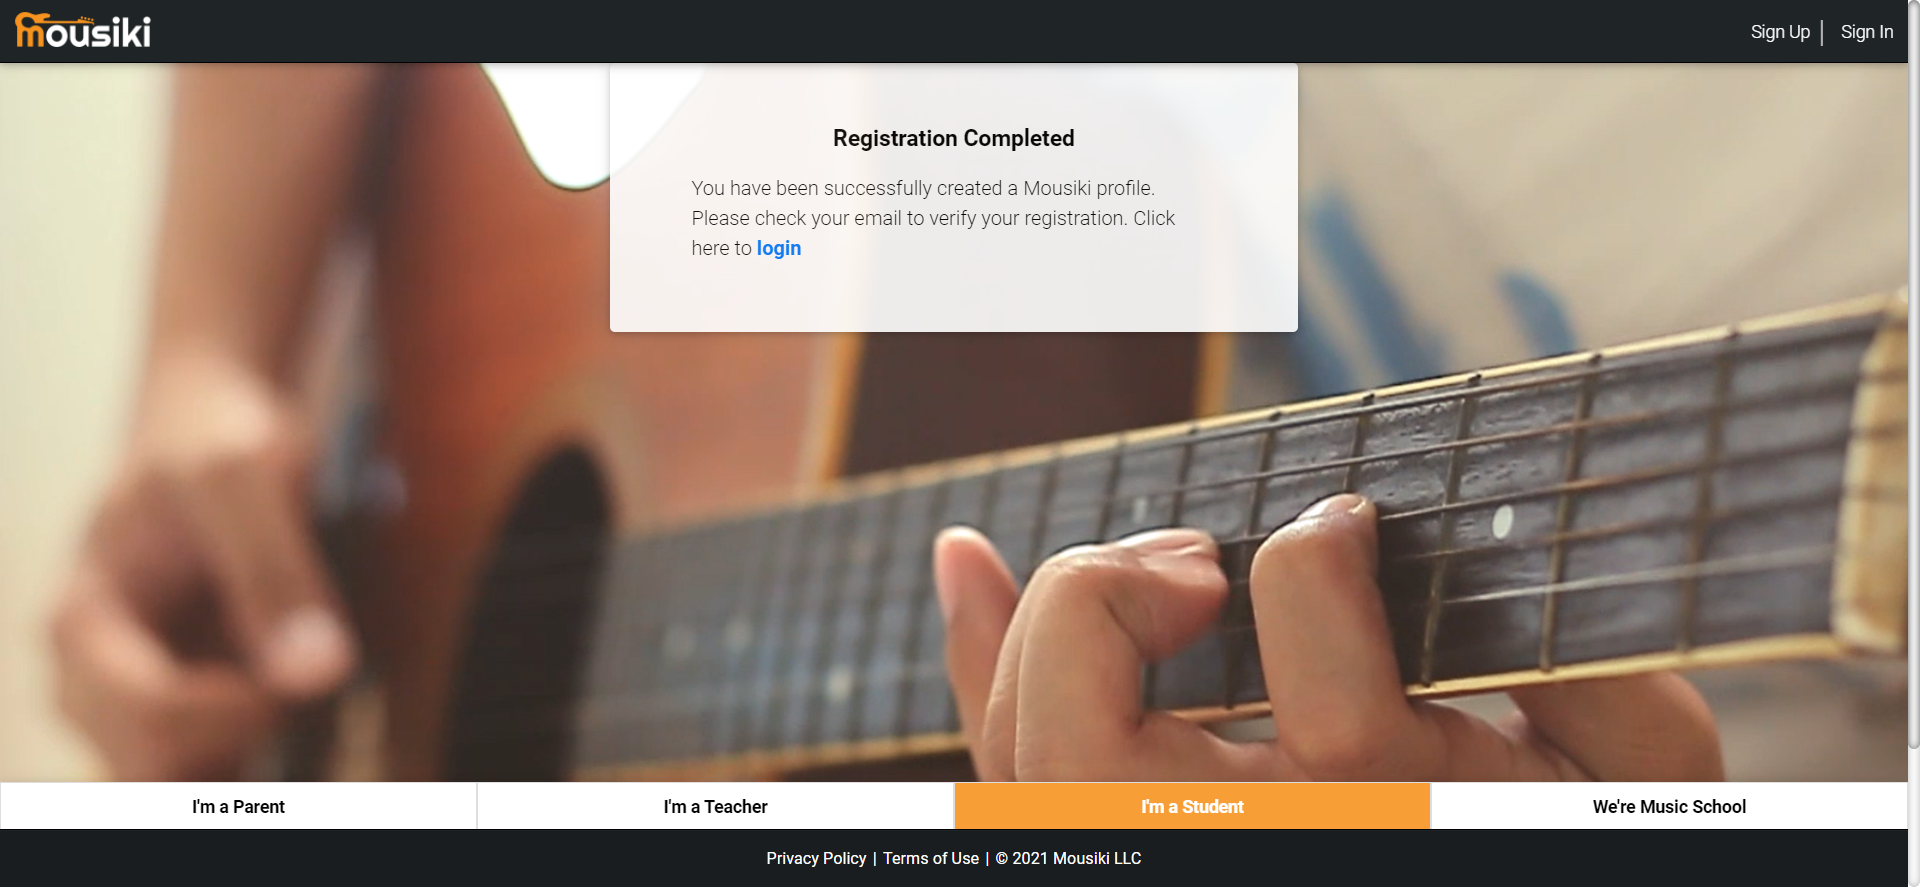 mousiki
Sign Up | Sign In
Registration Completed
You have been successfully created a Mousiki profile.
Please check your email to verify your registration. Click
here to login
I'm a Parent
I'm a Teacher
I'm a Student
We're Music School
Privacy Policy | Terms of Use | © 2021 Mousiki LLC